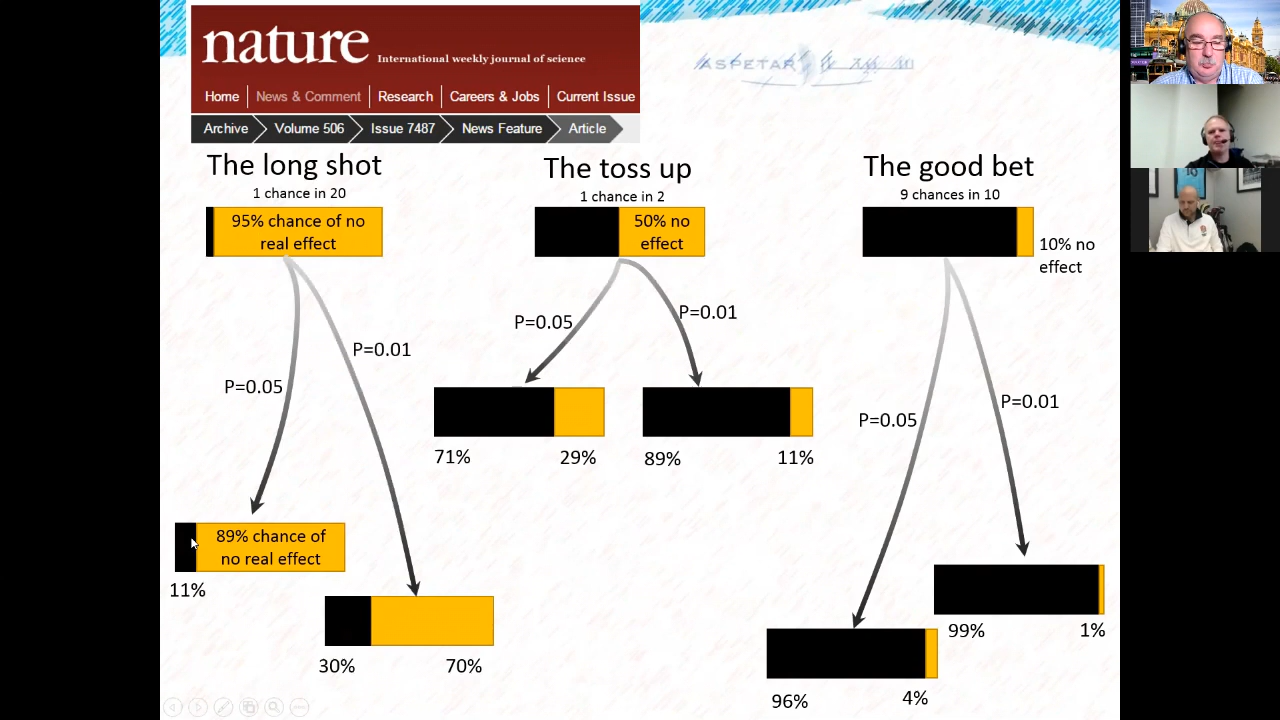 nature International weekly journal of science
Home News & Comment Research Careers & Jobs Current Issue
Archive Volume 506 Issue 7487 News Feature Article
ASPETAR
The long shot
1 chance in 20
95% chance of no
real effect
P=0.05
P=0.01
89% chance of
no real effect
11%
30% 70%
The toss up
1 chance in 2
50% no
effect
P=0.05
P=0.01
71% 29%
89% 11%
The good bet
9 chances in 10
10% no
effect
P=0.05
P=0.01
99% 1%
96% 4%